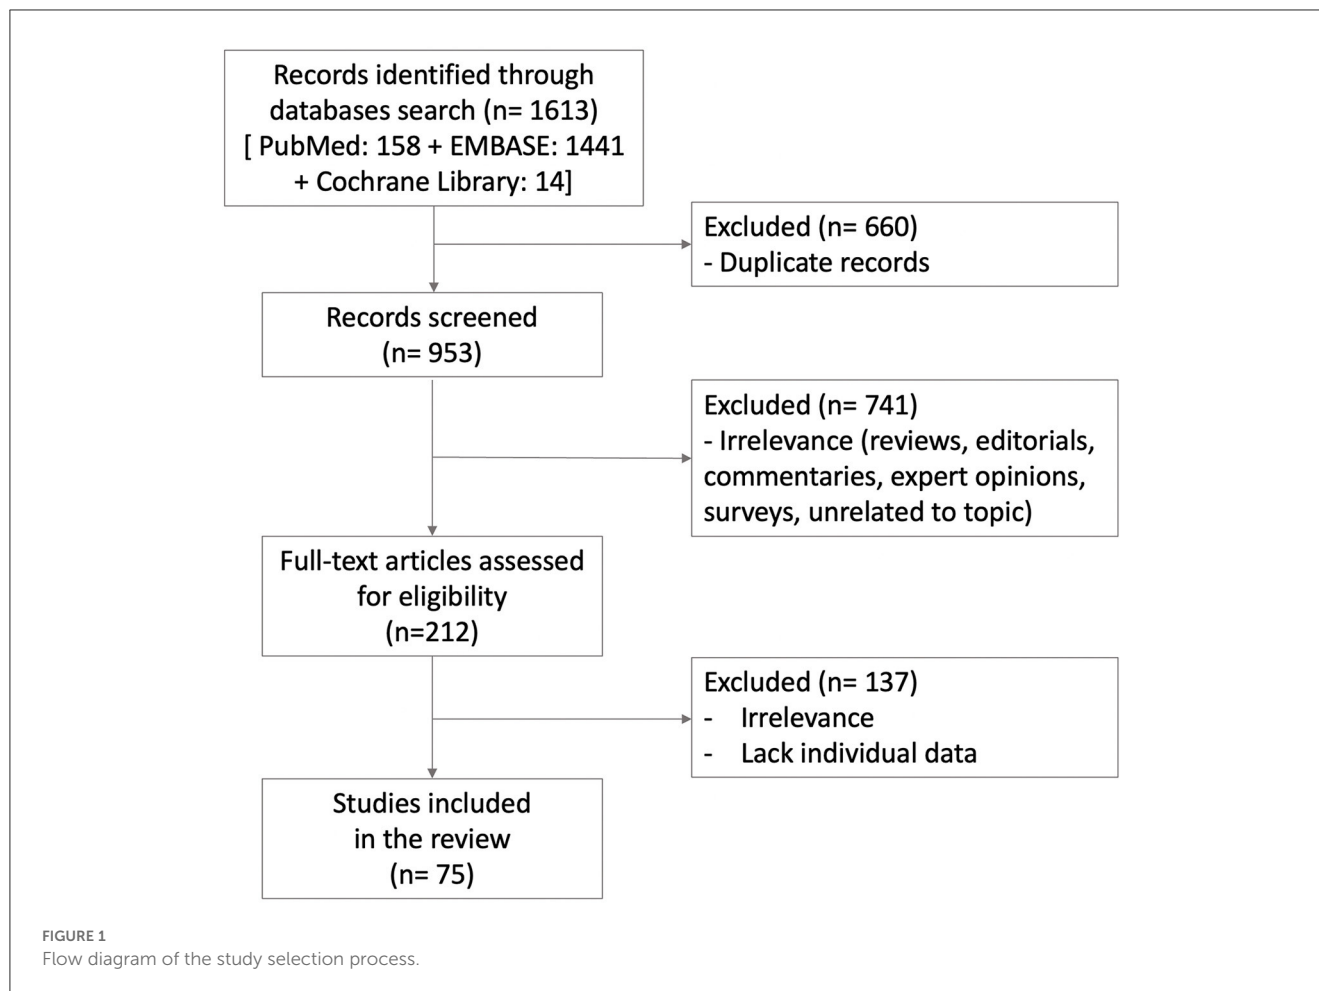 Records identified through
databases search (n= 1613)
[ PubMed: 158 + EMBASE: 1441
+ Cochrane Library: 14]
Excluded (n= 660)
- Duplicate records
Records screened
(n= 953)
Excluded (n= 741)
- Irrelevance (reviews, editorials,
commentaries, expert opinions,
surveys, unrelated to topic)
Full-text articles assessed
for eligibility
(n=212)
Excluded (n= 137)
- Irrelevance
- Lack individual data
Studies included
in the review
(n= 75)
FIGURE 1
Flow diagram of the study selection process.